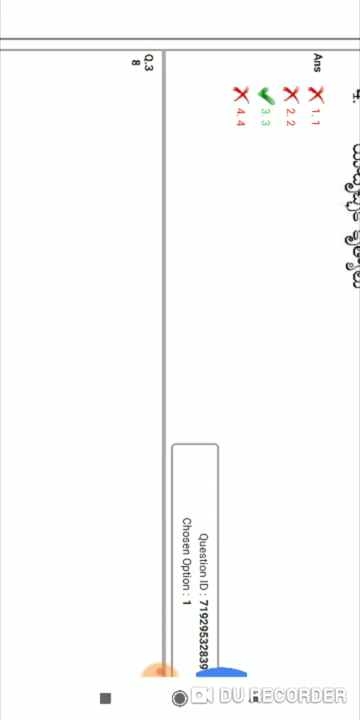 Ans
1. 1
2. 2
3. 3
4. 4
Question ID : 71929532839
Chosen Option : 1
Q.3
8
DU RECORDER